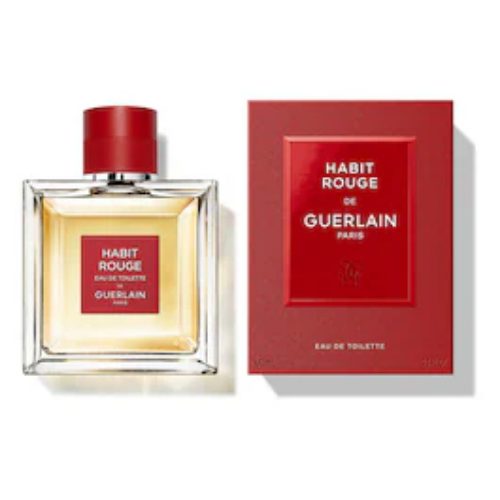 HABIT
ROUGE
EAU DE TOILETTE
DE
GUERLAIN
PARIS
HABIT
ROUGE
DE
GUERLAIN
PARIS
EAU DE TOILETTE